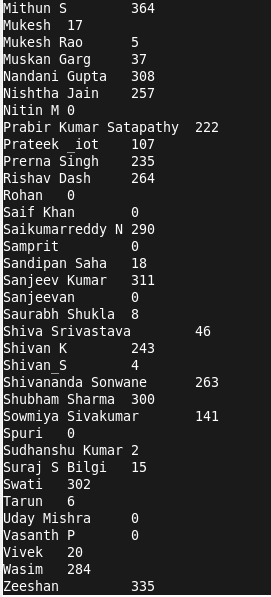 Mithun S 364
Mukesh 17
Mukesh Rao 5
Muskan Garg 37
Nandani Gupta 308
Nishtha Jain 257
Nitin M 0
Prabir Kumar Satapathy 222
Prateek _iot 107
Prerna Singh 235
Rishav Dash 264
Rohan 0
Saif Khan 0
Saikumarreddy N 290
Samprit 0
Sandipan Saha 18
Sanjeev Kumar 311
Sanjeevan 0
Saurabh Shukla 8
Shiva Srivastava 46
Shivan K 243
Shivan_S 4
Shivananda Sonwane 263
Shubham Sharma 300
Sowmiya Sivakumar 141
Spuri 0
Sudhanshu Kumar 2
Suraj S Bilgi 15
Swati 302
Tarun 6
Uday Mishra 0
Vasanth P 0
Vivek 20
Wasim 284
Zeeshan 335